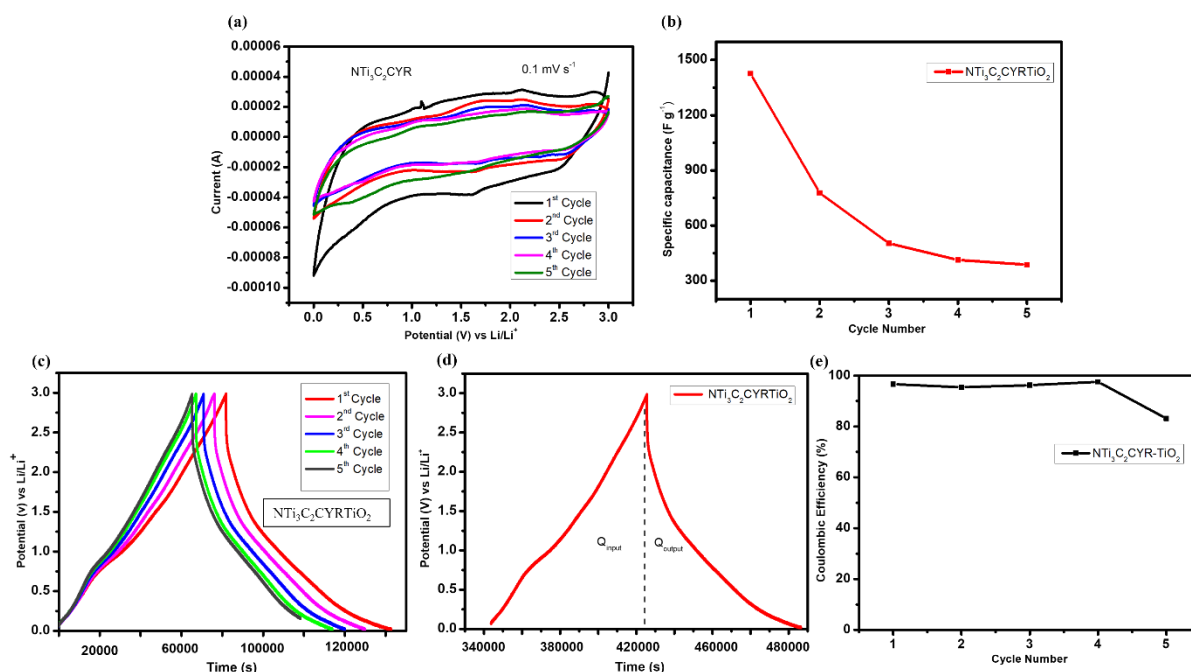 (a)
0.00006
0.00004
0.00002
0.00000
-0.00002
-0.00004
-0.00006
-0.00008
-0.00010
Current (A)
NTi₃C₂CYR
0.1 mV s⁻¹
1ˢᵗ Cycle
2ⁿᵈ Cycle
3ʳᵈ Cycle
4ᵗʰ Cycle
5ᵗʰ Cycle
0.0 0.5 1.0 1.5 2.0 2.5 3.0
Potential (V) vs Li/Li⁺
(b)
1500
1200
900
600
300
Specific capacitance (F g⁻¹)
NTi₃C₂CYRTiO₂
1 2 3 4 5
Cycle Number
(c)
3.0
2.5
2.0
1.5
1.0
0.5
0.0
Potential (v) vs Li/Li⁺
1ˢᵗ Cycle
2ⁿᵈ Cycle
3ʳᵈ Cycle
4ᵗʰ Cycle
5ᵗʰ Cycle
NTi₃C₂CYRTiO₂
20000 40000 60000 80000 100000 120000 140000
Time (s)
(d)
3.0
2.5
2.0
1.5
1.0
0.5
0.0
Potential (V) vs Li/Li⁺
NTi₃C₂CYRTiO₂
Qinput
Qoutput
340000 360000 380000 400000 420000 440000 460000 480000
Time (s)
(e)
100
80
60
40
20
0
Coulombic Efficiency (%)
NTi₃C₂CYR-TiO₂
1 2 3 4 5
Cycle Number